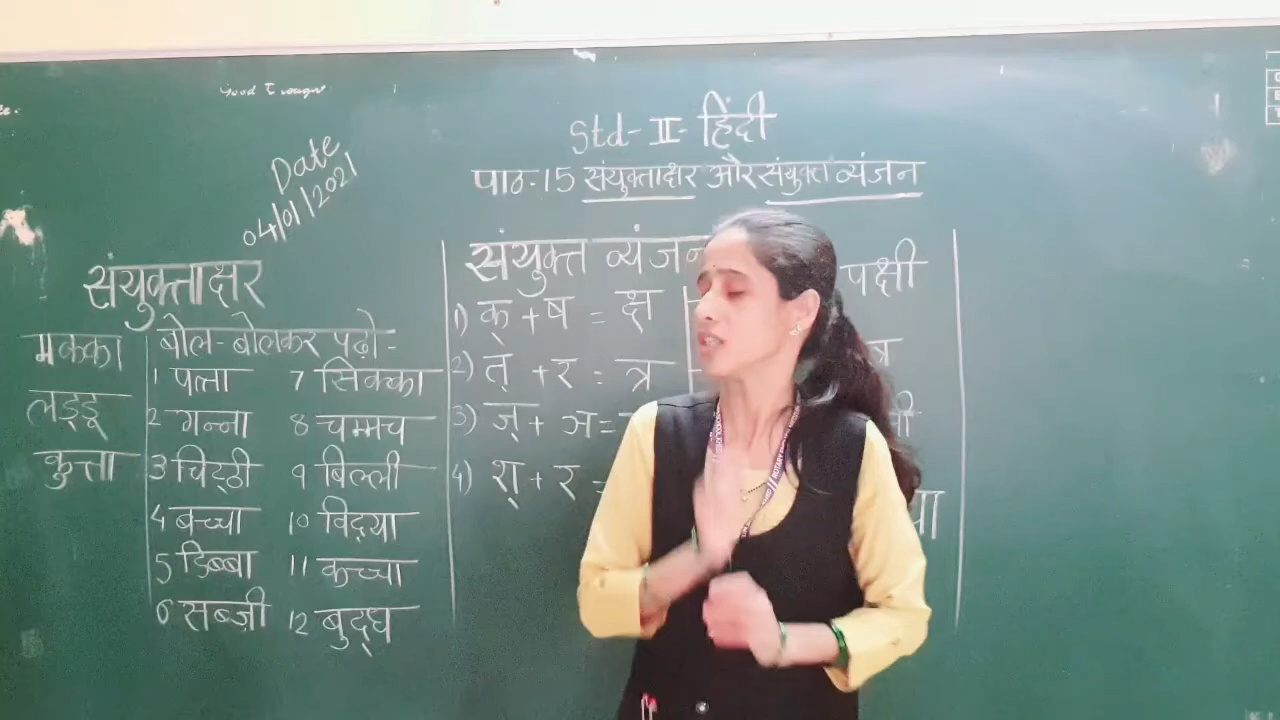 Std-II-हिंदी
पाठ-15 संयुक्ताक्षर और संयुक्त व्यंजन
Date
04/01/2021
संयुक्ताक्षर
मक्का
लड्डू
कुत्ता
बोल-बोलकर पढ़ो-
1 पत्ता 7 सिक्का
2 गन्ना 8 चम्मच
3 चिट्ठी 9 बिल्ली
4 बच्चा 10 विद्या
5 डिब्बा 11 कच्चा
6 सब्ज़ी 12 बुद्ध
संयुक्त व्यंजन
1) क् + ष = क्ष पक्षी
2) त् + र = त्र
3) ज् + ञ =
4) श् + र =